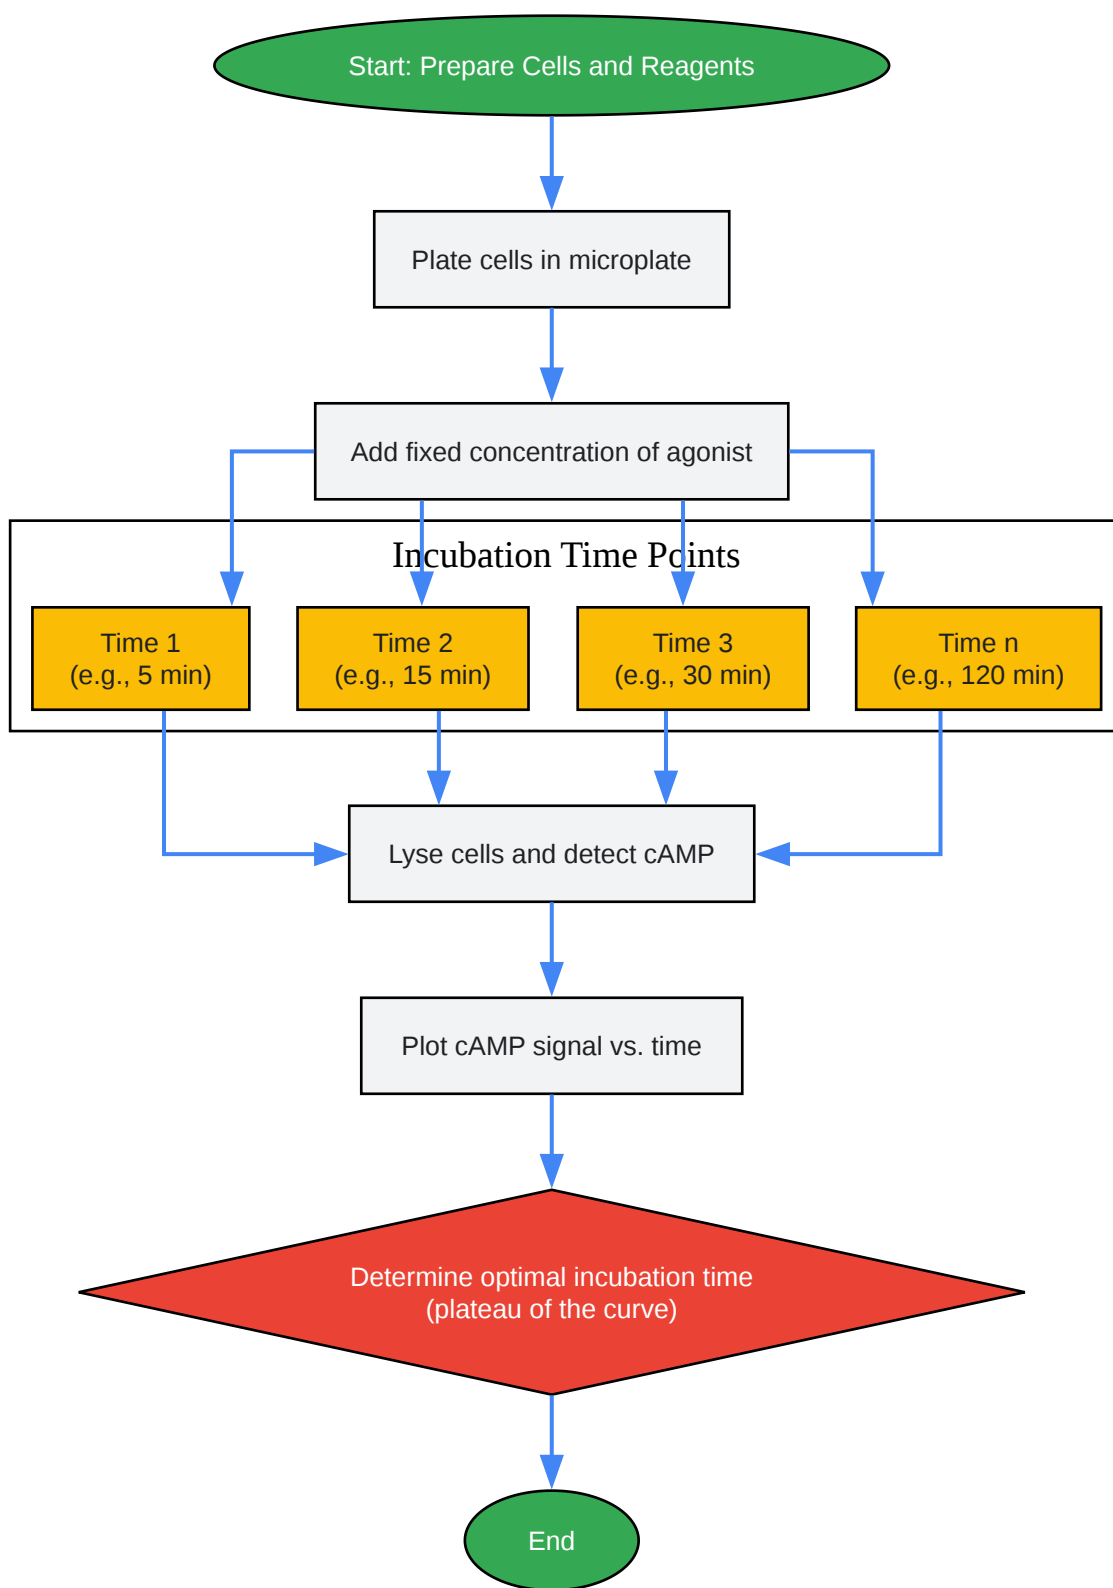 Start: Prepare Cells and Reagents
Plate cells in microplate
Add fixed concentration of agonist
Incubation Time Points
Time 1
(e.g., 5 min)
Time 2
(e.g., 15 min)
Time 3
(e.g., 30 min)
Time n
(e.g., 120 min)
Lyse cells and detect cAMP
Plot cAMP signal vs. time
Determine optimal incubation time
(plateau of the curve)
End